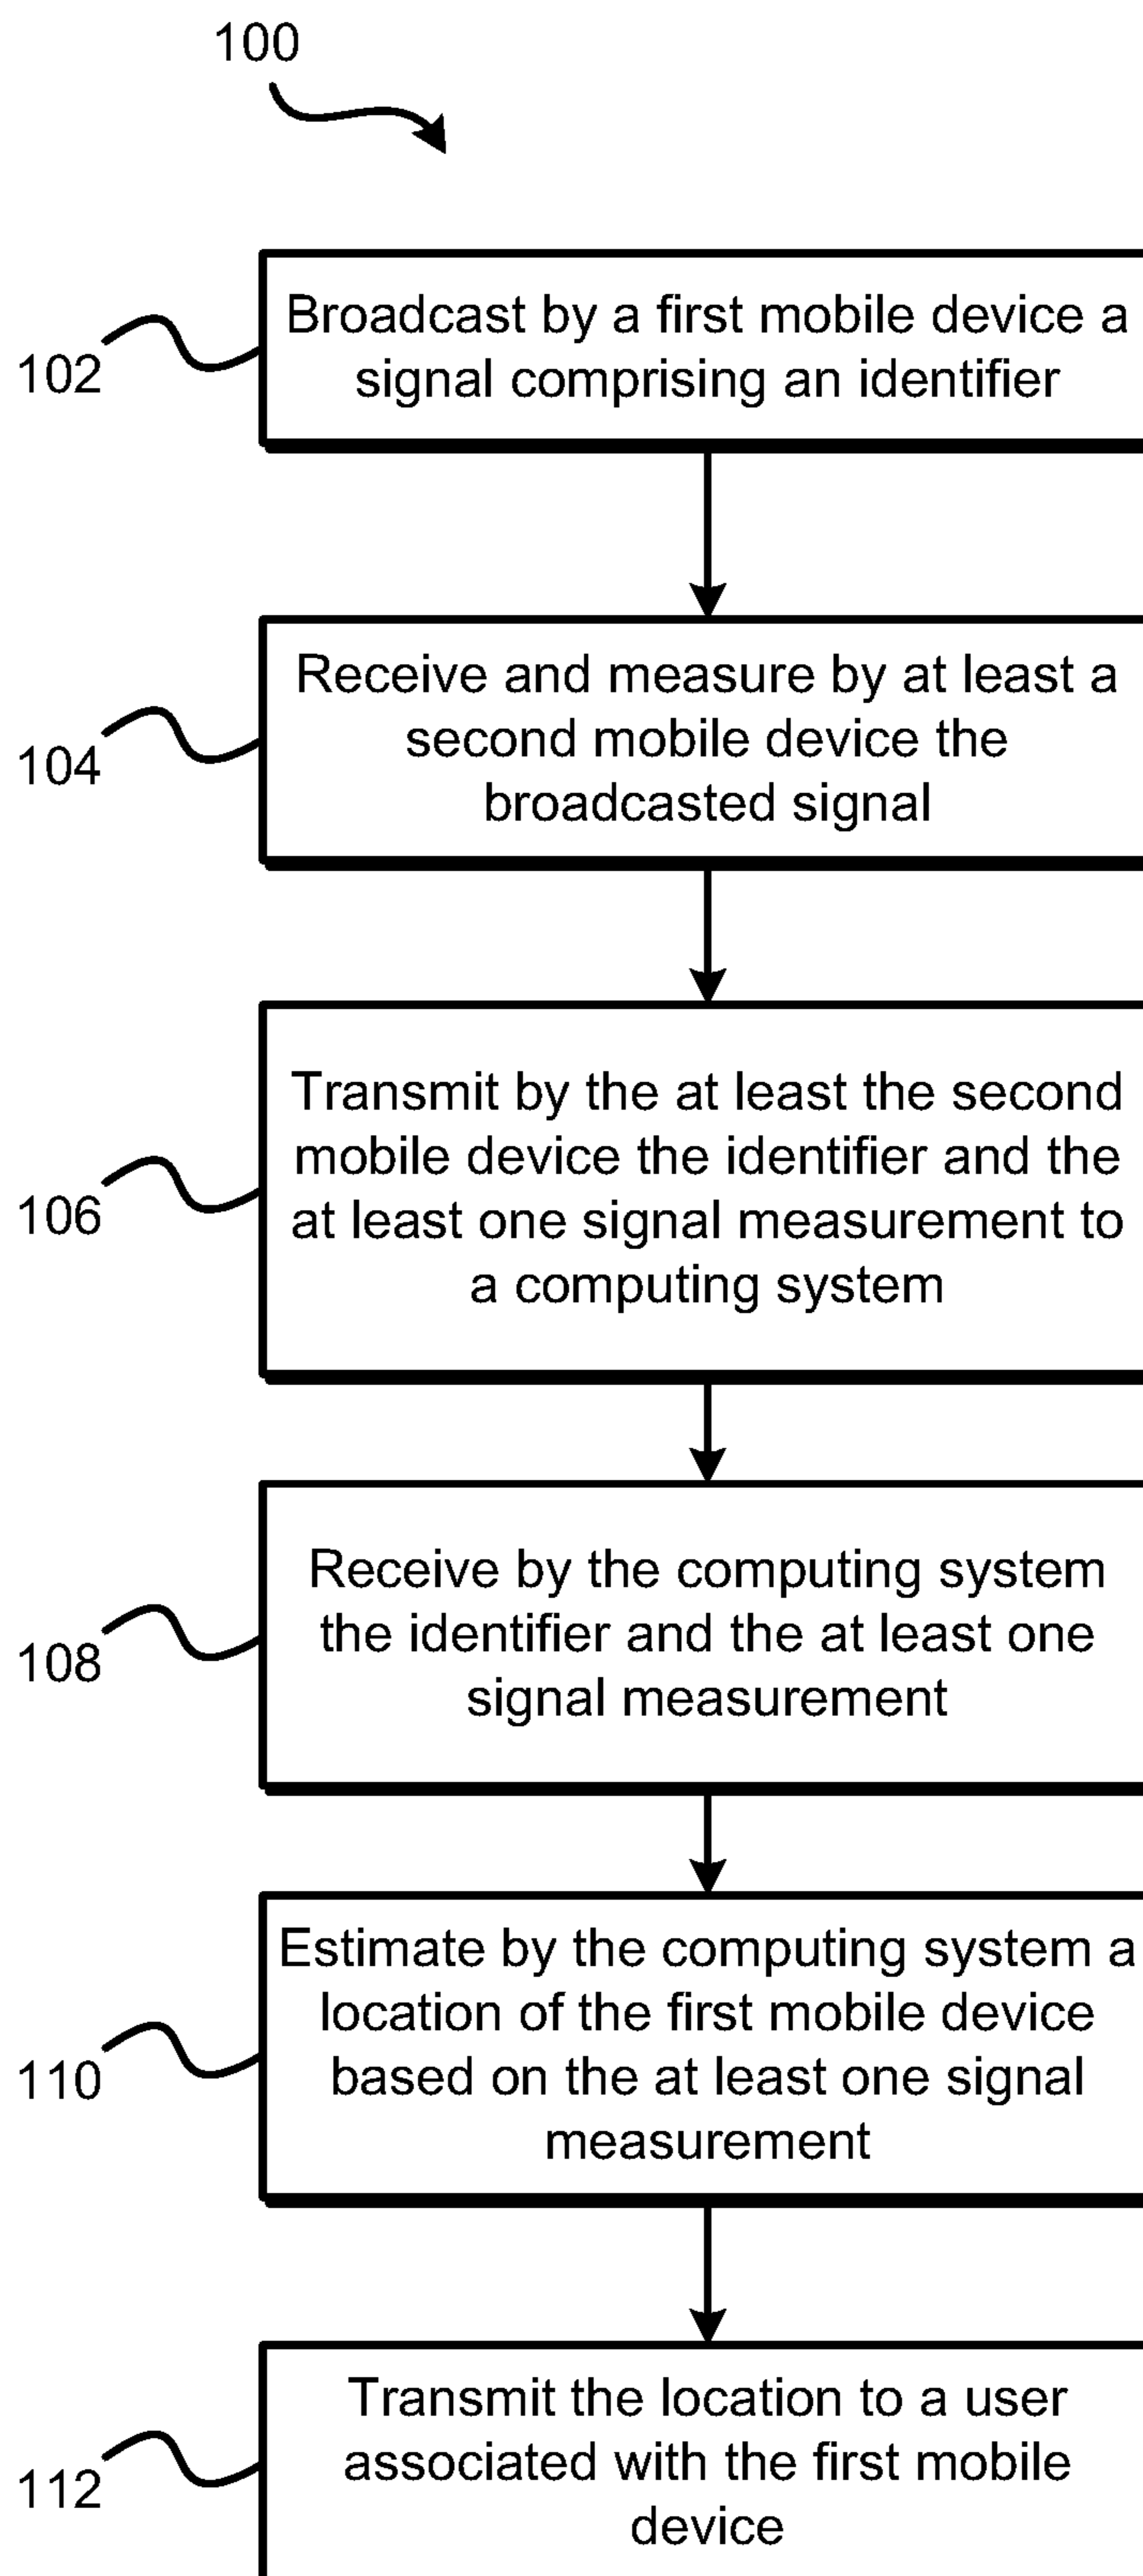 100
102
Broadcast by a first mobile device a
signal comprising an identifier
104
Receive and measure by at least a
second mobile device the
broadcasted signal
106
Transmit by the at least the second
mobile device the identifier and the
at least one signal measurement to
a computing system
108
Receive by the computing system
the identifier and the at least one
signal measurement
110
Estimate by the computing system a
location of the first mobile device
based on the at least one signal
measurement
112
Transmit the location to a user
associated with the first mobile
device